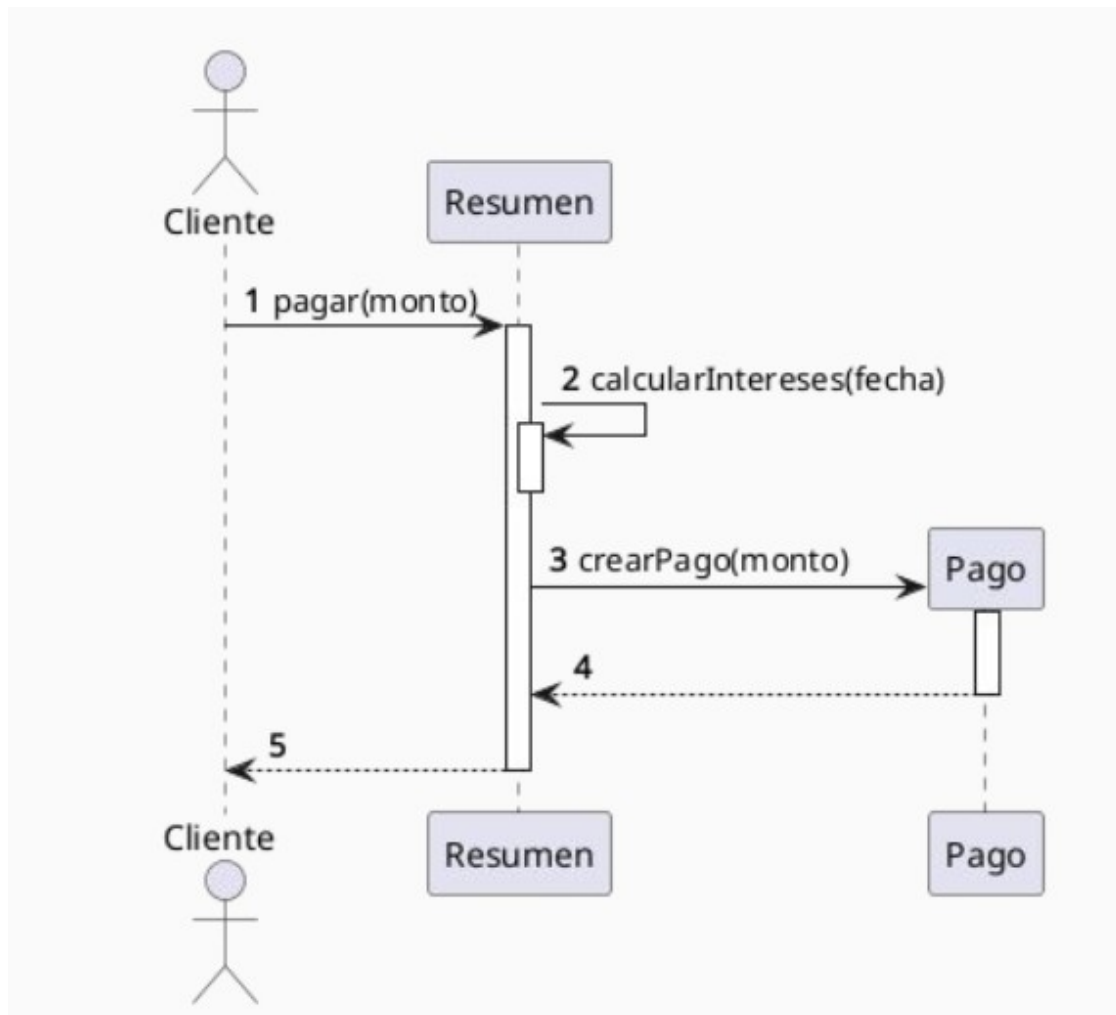 Cliente
Resumen
1 pagar(monto)
2 calcularIntereses(fecha)
3 crearPago(monto)
Pago
4
5
Cliente
Resumen
Pago